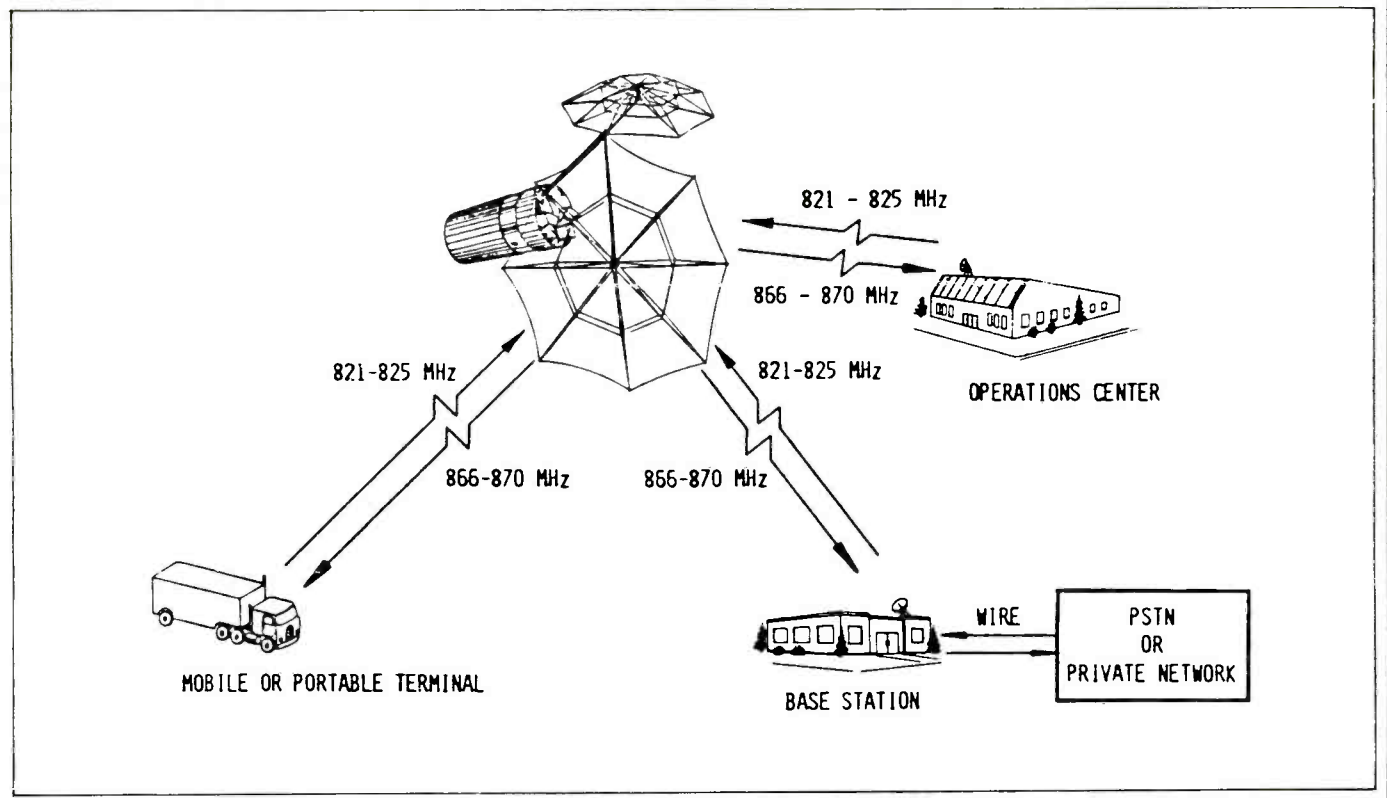 821 - 825 MHz
866 - 870 MHz
OPERATIONS CENTER
821-825 MHz
821-825 MHz
866-870 MHz
866-870 MHz
MOBILE OR PORTABLE TERMINAL
BASE STATION
WIRE
PSTN
OR
PRIVATE NETWORK